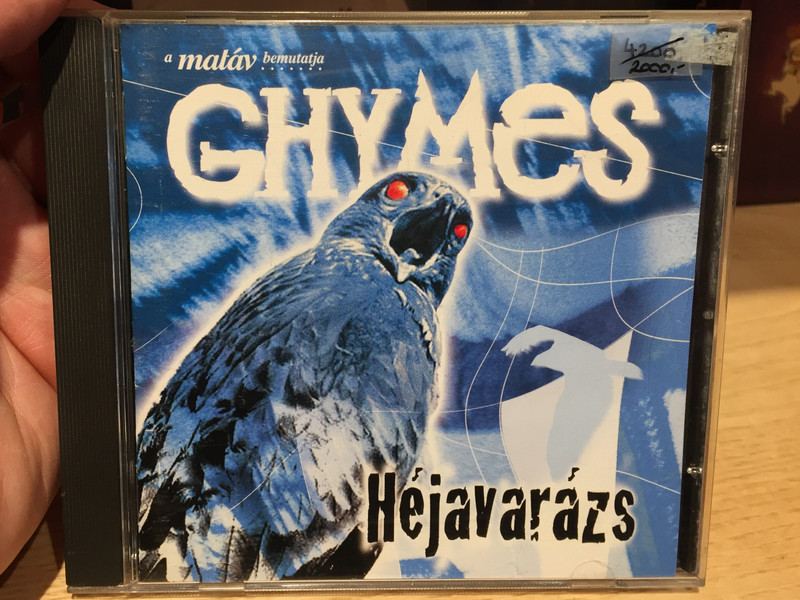 a matáv bemutatja
4200
2000,-
GHYMES
Héjavarázs